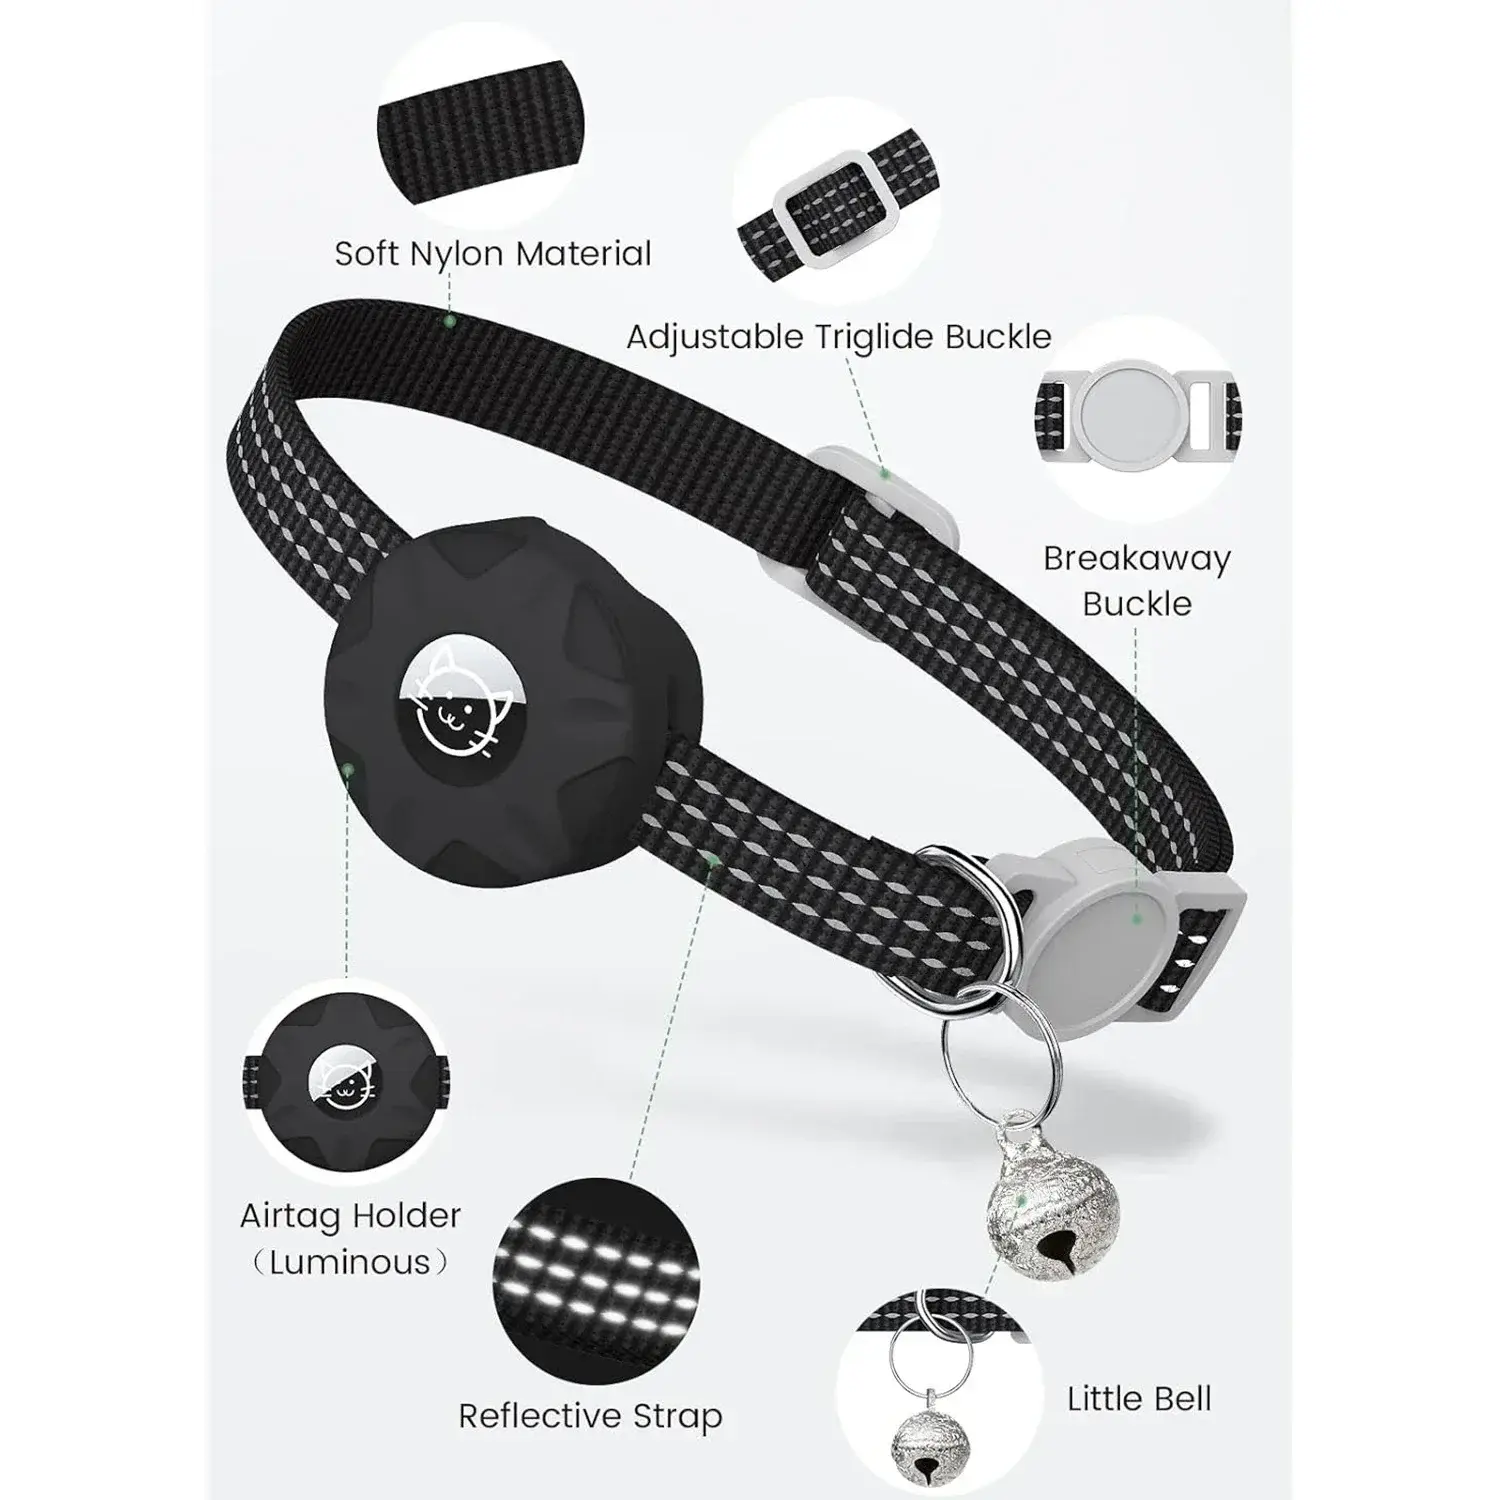 Soft Nylon Material
Adjustable Triglide Buckle
Breakaway
Buckle
Airtag Holder
（Luminous）
Reflective Strap
Little Bell